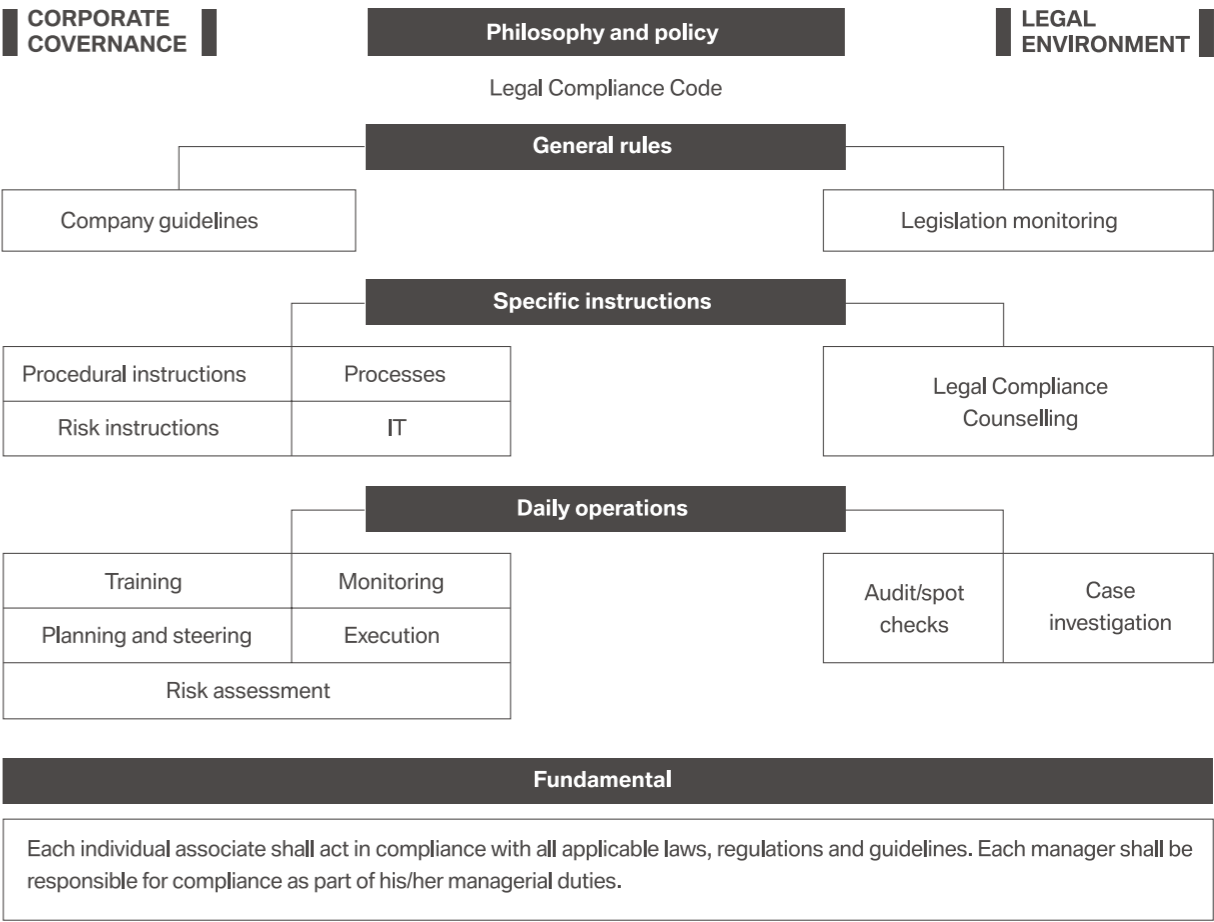 CORPORATE
COVERNANCE
Philosophy and policy
LEGAL
ENVİRONMENT
Legal Compliance Code
General rules
Company guidelines
Legislation monitoring
Specific instructions
Procedural instructions
Processes
Risk instructions
IT
Legal Compliance
Counselling
Daily operations
Training
Monitoring
Planning and steering
Execution
Risk assessment
Audit/spot
checks
Case
investigation
Fundamental
Each individual associate shall act in compliance with all applicable laws, regulations and guidelines. Each manager shall be
responsible for compliance as part of his/her managerial duties.